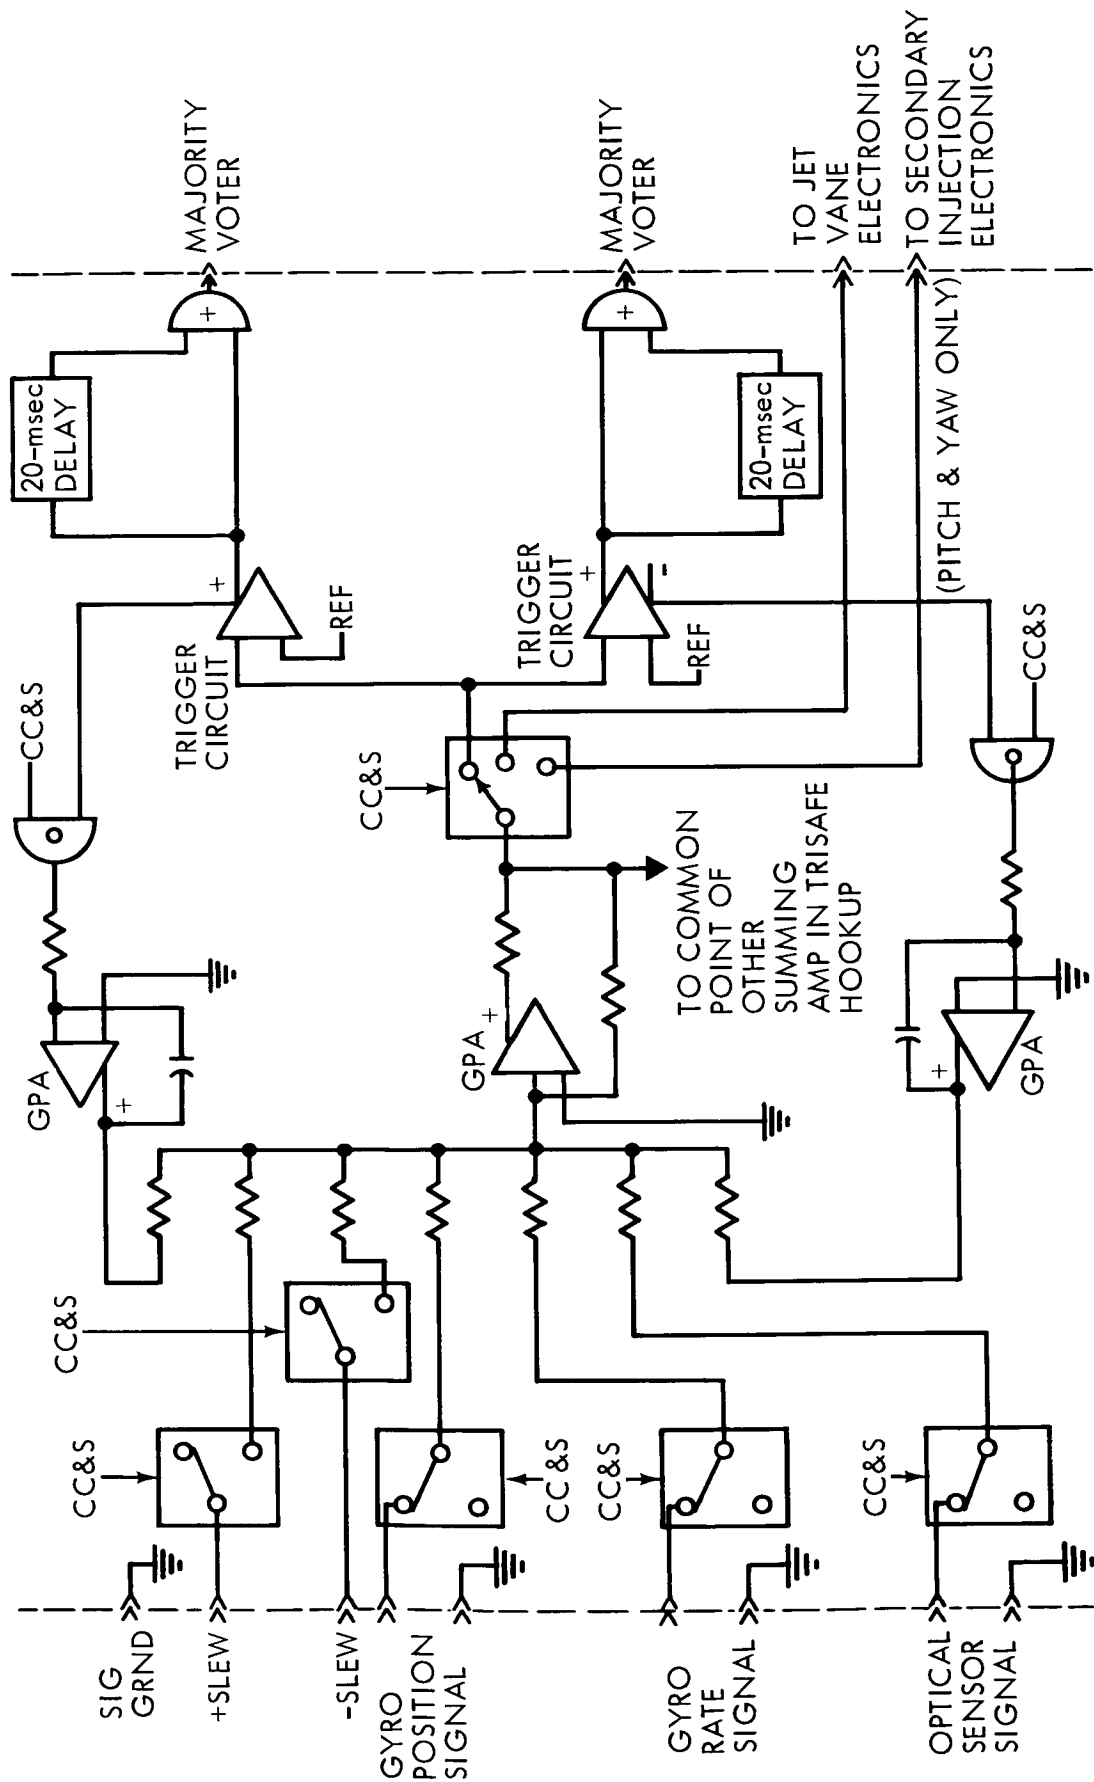 SIG
GRND
+SLEW
-SLEW
GYRO
POSITION
SIGNAL
GYRO
RATE
SIGNAL
OPTICAL
SENSOR
SIGNAL
CC&S
CC&S
CC &S
CC&S
CC&S
GPA
+
GPA
+
TO COMMON
POINT OF
OTHER
SUMMING
AMP IN TRISAFE
HOOKUP
GPA
+
CC&S
CC&S
CC&S
TRIGGER
CIRCUIT
+
REF
TRIGGER
CIRCUIT
+
-
REF
20-msec
DELAY
20-msec
DELAY
+
+
MAJORITY
VOTER
MAJORITY
VOTER
TO JET
VANE
ELECTRONICS
TO SECONDARY
INJECTION
ELECTRONICS
(PITCH & YAW ONLY)